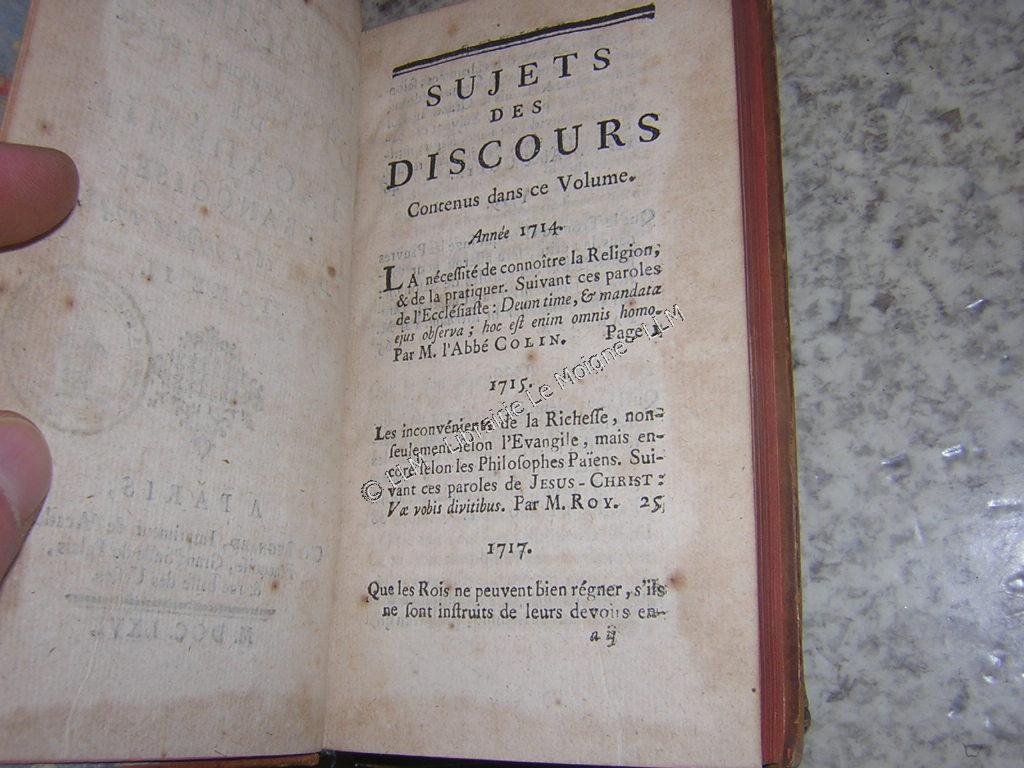 SUJETS
DES
DISCOURS
Contenus dans ce Volume.
Année 1714.
LA néceſſité de connoître la Religion,
& de la pratiquer. Suivant ces paroles
de l'Eccléſiaſte : Deum time, & mandata
ejus obſerva ; hoc eſt enim omnis homo.
Par M. l'Abbé COLIN. Page 1
1715.
Les inconvénients de la Richeſſe, non-
ſeulement ſelon l'Evangile, mais en-
core ſelon les Philoſophes Païens. Sui-
vant ces paroles de JESUS-CHRIST :
Væ vobis divitibus. Par M. ROY. 25
1717.
Que les Rois ne peuvent bien régner, s'ils
ne ſont inſtruits de leurs devoirs en-
a ij
© LLM - Librairie Le Moigne - LLM
A PARIS,
M. DCC. LXV.